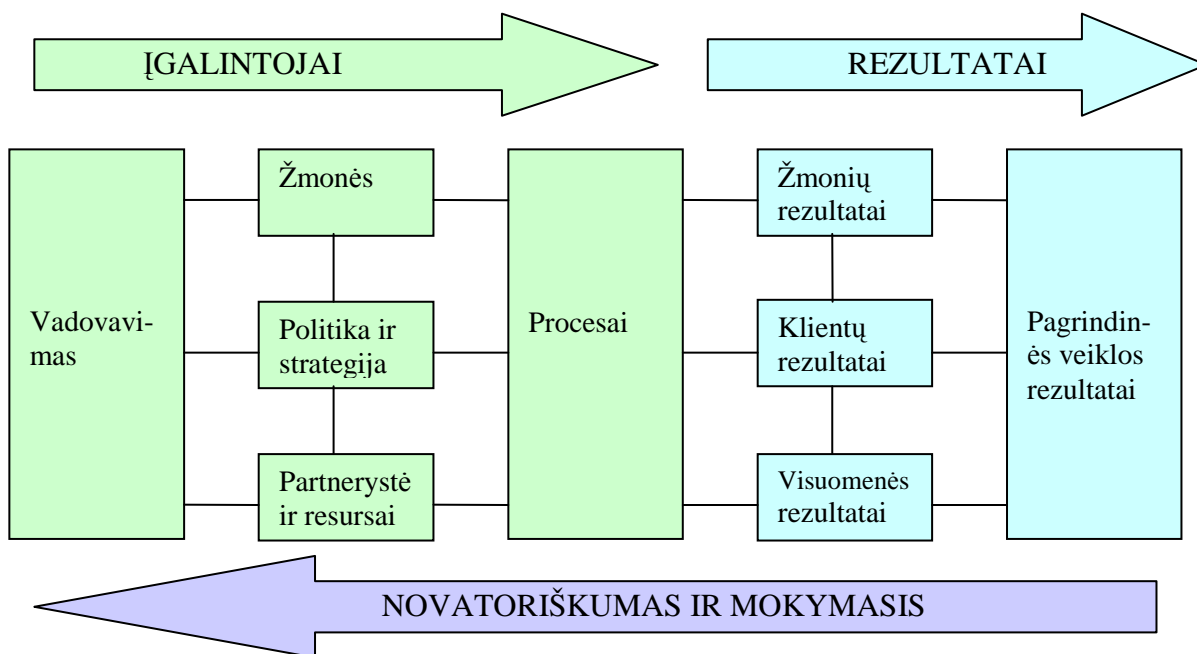 ĮGALINTOJAI
REZULTATAI
Vadovavi-
mas
Žmonės
Politika ir
strategija
Partnerystė
ir resursai
Procesai
Žmonių
rezultatai
Klientų
rezultatai
Visuomenės
rezultatai
Pagrindin-
ės veiklos
rezultatai
NOVATORIŠKUMAS IR MOKYMASIS